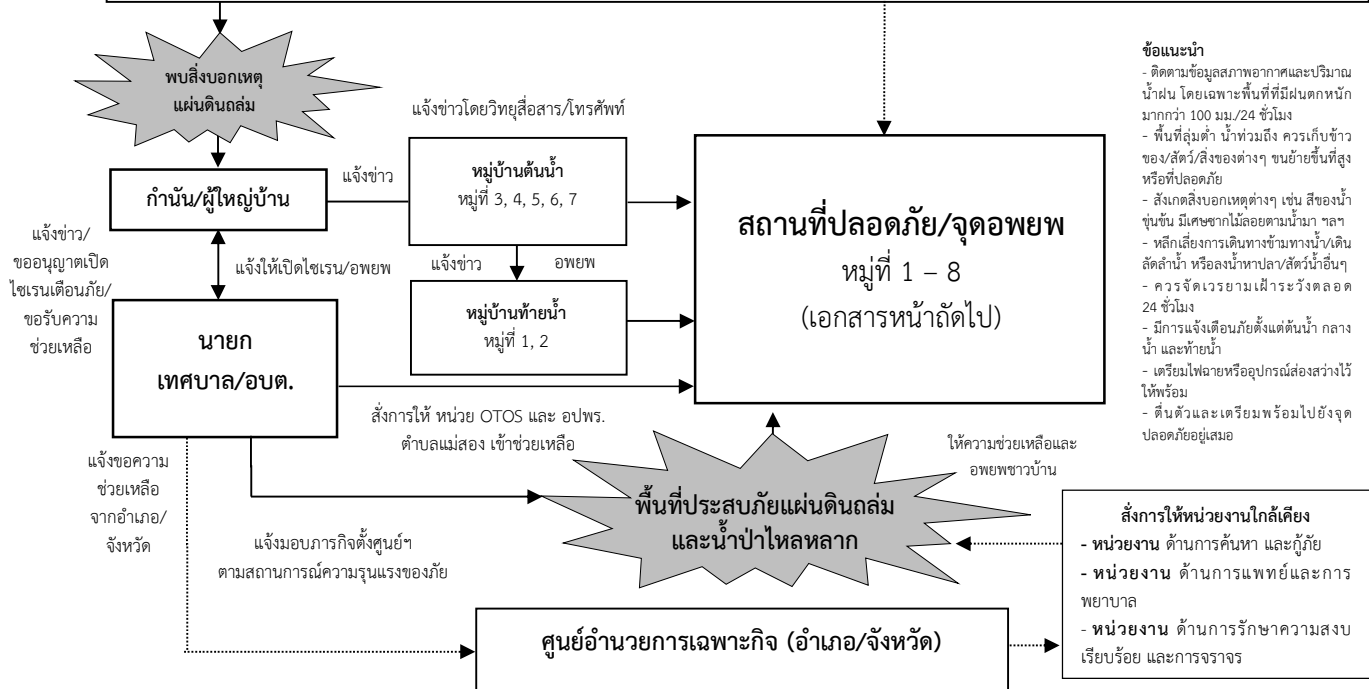 พบสิ่งบอกเหตุ
แผ่นดินถล่ม
กำนัน/ผู้ใหญ่บ้าน
แจ้งข่าว
แจ้งข่าวโดยวิทยุสื่อสาร/โทรศัพท์
หมู่บ้านต้นน้ำ
หมู่ที่ 3, 4, 5, 6, 7
แจ้งข่าว
อพยพ
หมู่บ้านท้ายน้ำ
หมู่ที่ 1, 2
แจ้งข่าว/
ขออนุญาตเปิด
ไซเรนเตือนภัย/
ขอรับความ
ช่วยเหลือ
แจ้งให้เปิดไซเรน/อพยพ
นายก
เทศบาล/อบต.
สถานที่ปลอดภัย/จุดอพยพ
หมู่ที่ 1 – 8
(เอกสารหน้าถัดไป)
สั่งการให้ หน่วย OTOS และ อปพร.
ตำบลแม่สอง เข้าช่วยเหลือ
แจ้งขอความ
ช่วยเหลือ
จากอำเภอ/
จังหวัด
แจ้งมอบภารกิจตั้งศูนย์ฯ
ตามสถานการณ์ความรุนแรงของภัย
พื้นที่ประสบภัยแผ่นดินถล่ม
และน้ำป่าไหลหลาก
ให้ความช่วยเหลือและ
อพยพชาวบ้าน
ศูนย์อำนวยการเฉพาะกิจ (อำเภอ/จังหวัด)
ข้อแนะนำ
- ติดตามข้อมูลสภาพอากาศและปริมาณ
น้ำฝน โดยเฉพาะพื้นที่ที่มีฝนตกหนัก
มากกว่า 100 มม./24 ชั่วโมง
- พื้นที่ลุ่มต่ำ น้ำท่วมถึง ควรเก็บข้าว
ของ/สัตว์/สิ่งของต่างๆ ขนย้ายขึ้นที่สูง
หรือที่ปลอดภัย
- สังเกตสิ่งบอกเหตุต่างๆ เช่น สีของน้ำ
ขุ่นข้น มีเศษซากไม้ลอยตามน้ำมา ฯลฯ
- หลีกเลี่ยงการเดินทางข้ามทางน้ำ/เดิน
ลัดลำน้ำ หรือลงน้ำหาปลา/สัตว์น้ำอื่นๆ
- ควรจัดเวรยามเฝ้าระวังตลอด
24 ชั่วโมง
- มีการแจ้งเตือนภัยตั้งแต่ต้นน้ำ กลาง
น้ำ และท้ายน้ำ
- เตรียมไฟฉายหรืออุปกรณ์ส่องสว่างไว้
ให้พร้อม
- ตื่นตัวและเตรียมพร้อมไปยังจุด
ปลอดภัยอยู่เสมอ
สั่งการให้หน่วยงานใกล้เคียง
- หน่วยงาน ด้านการค้นหา และกู้ภัย
- หน่วยงาน ด้านการแพทย์และการ
พยาบาล
- หน่วยงาน ด้านการรักษาความสงบ
เรียบร้อย และการจราจร